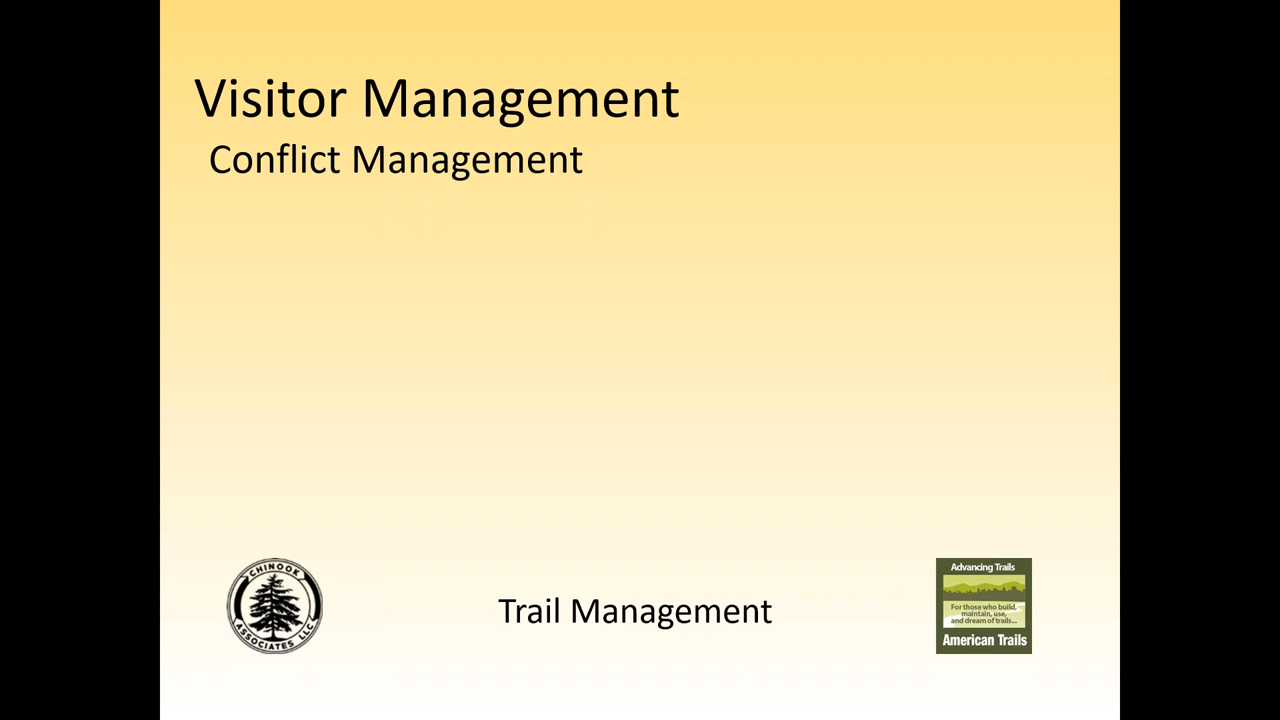 Visitor Management
Conflict Management
CHINOOK
ASSOCIATES LLC
Trail Management
Advancing Trails
For those who build,
maintain, use,
and dream of trails...
American Trails